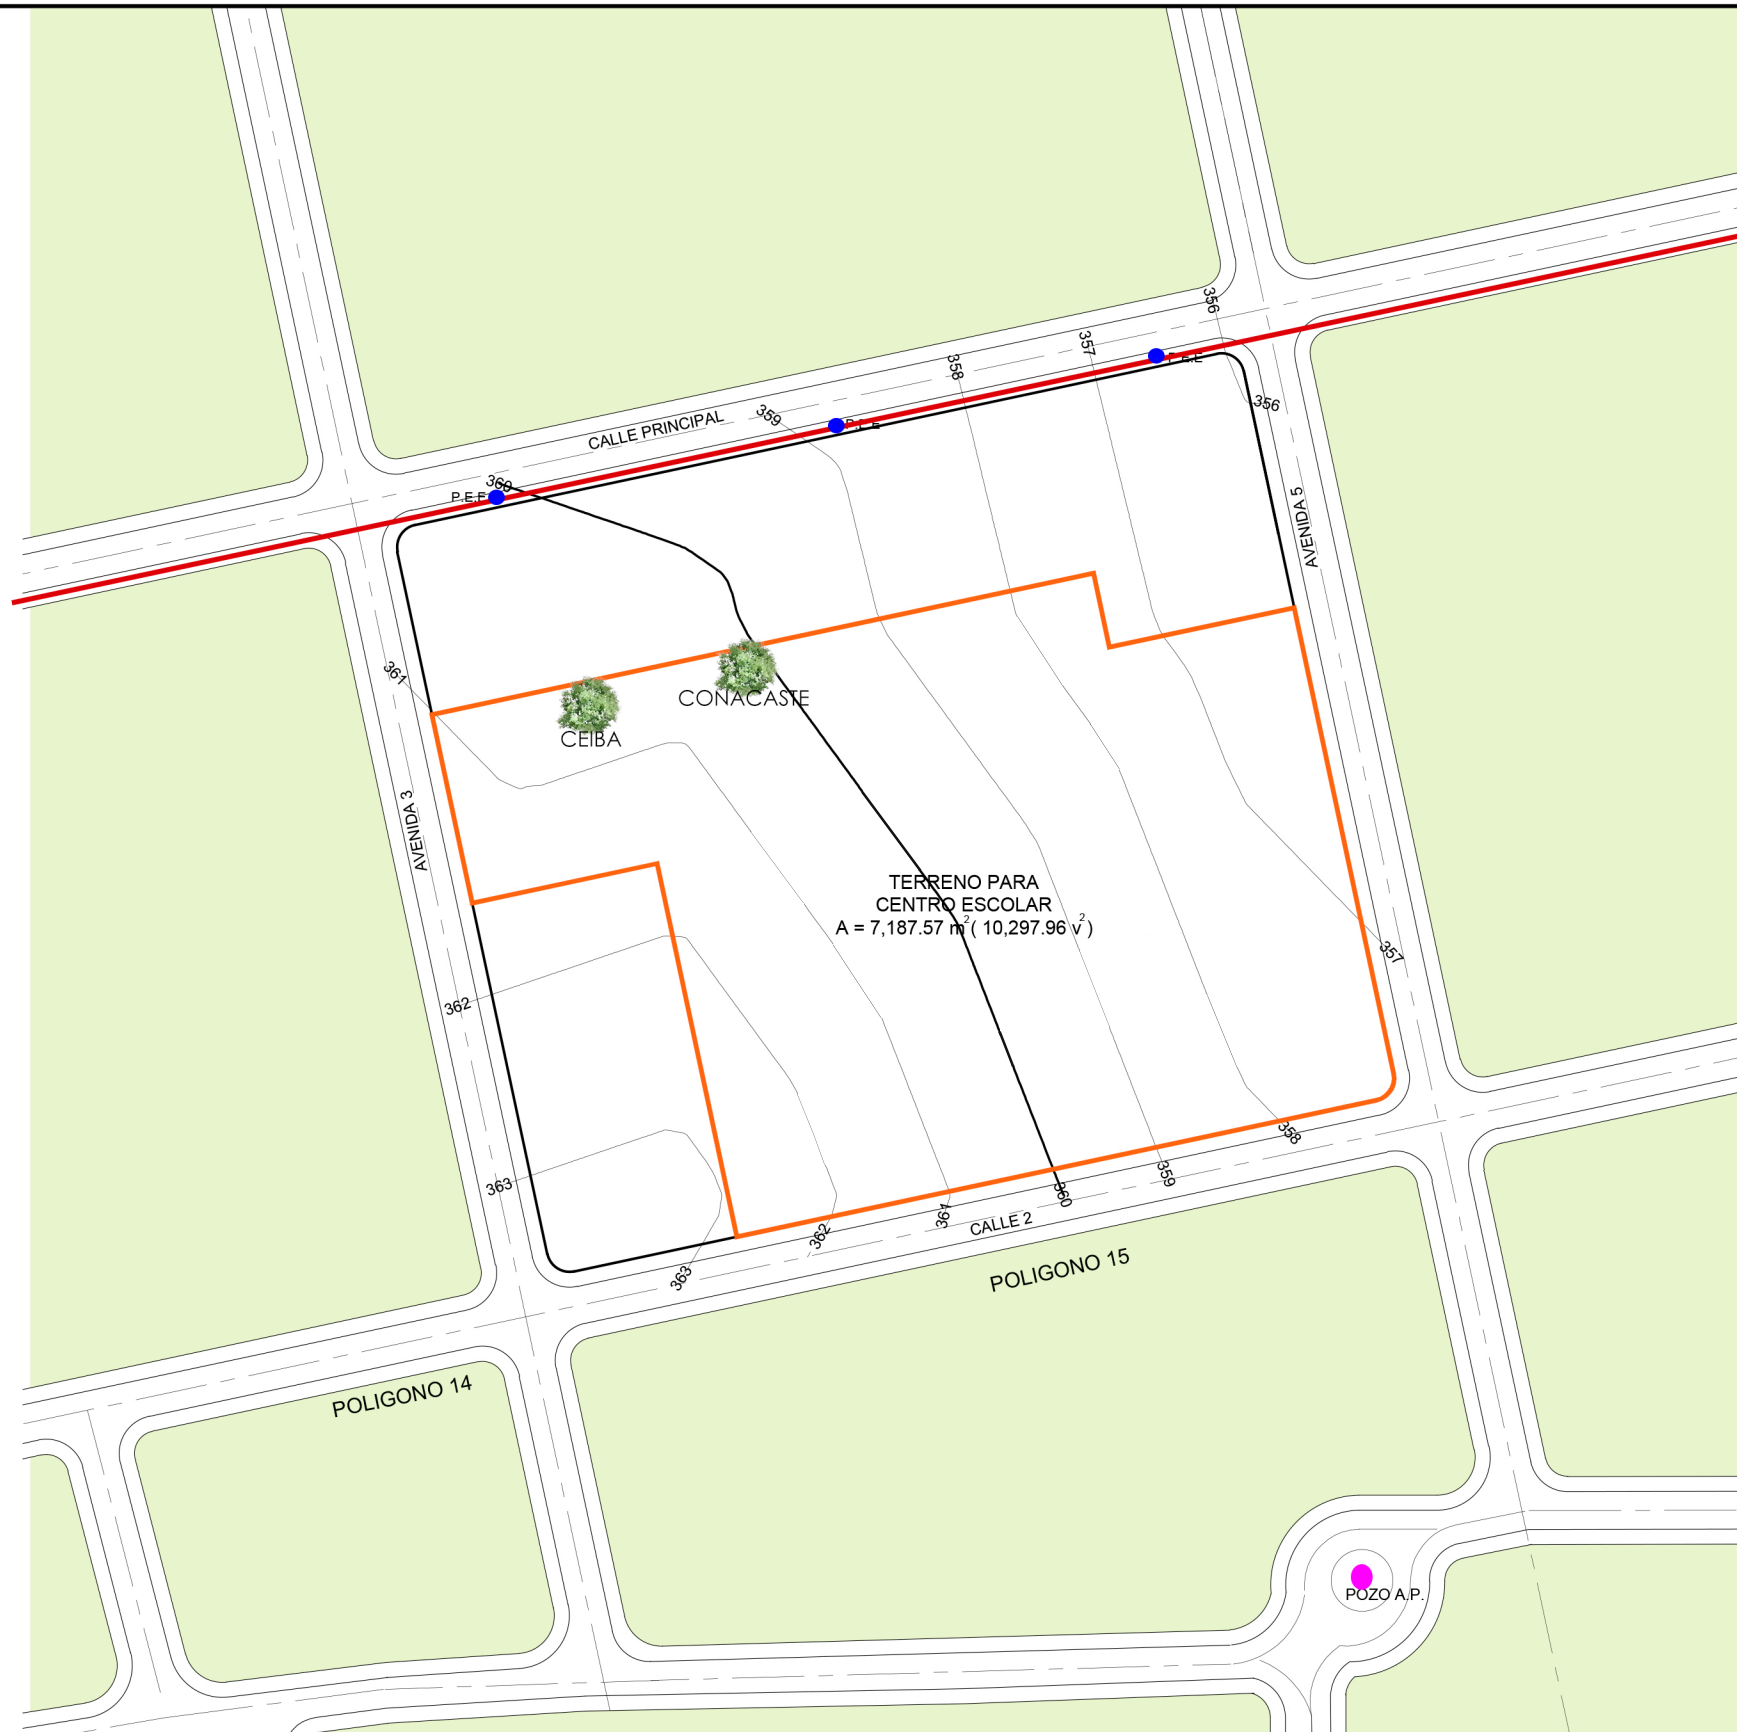 356
357
358
P.E.E
356
359
CALLE PRINCIPAL
P.E.E
360
P.E.E
AVENIDA 5
361
CONACASTE
CEIBA
AVENIDA 3
TERRENO PARA
CENTRO ESCOLAR
A = 7,187.57 m2 ( 10,297.96 v2 )
357
362
358
359
363
360
361
CALLE 2
362
363
POLIGONO 15
POLIGONO 14
POZO A.P.